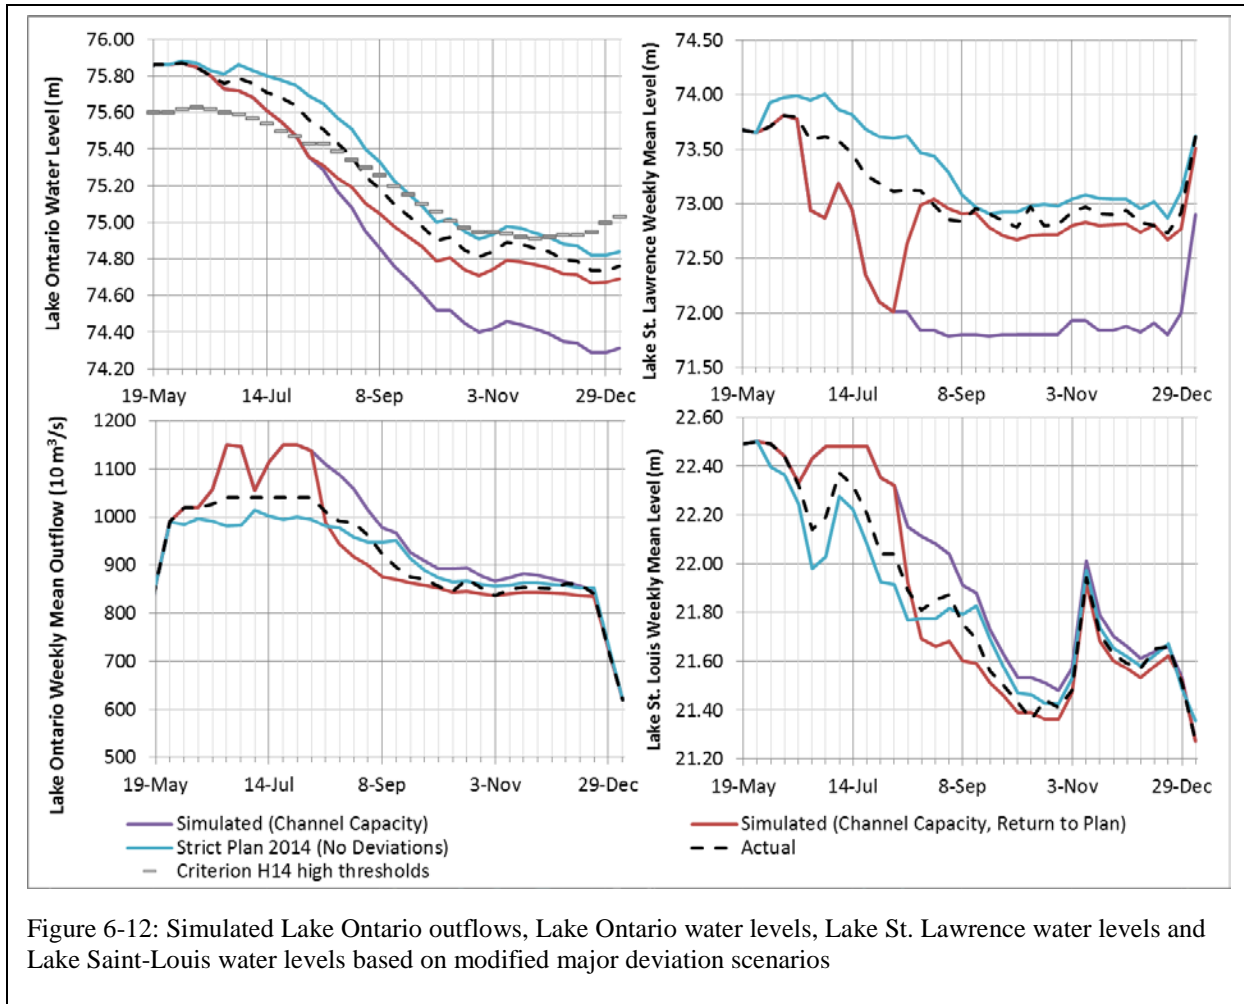 Lake Ontario Water Level (m)
76.00
75.80
75.60
75.40
75.20
75.00
74.80
74.60
74.40
74.20
19-May 14-Jul 8-Sep 3-Nov 29-Dec
Lake St. Lawrence Weekly Mean Level (m)
74.50
74.00
73.50
73.00
72.50
72.00
71.50
19-May 14-Jul 8-Sep 3-Nov 29-Dec
Lake Ontario Weekly Mean Outflow (10 m³/s)
1200
1100
1000
900
800
700
600
500
19-May 14-Jul 8-Sep 3-Nov 29-Dec
Lake St. Louis Weekly Mean Level (m)
22.60
22.40
22.20
22.00
21.80
21.60
21.40
21.20
19-May 14-Jul 8-Sep 3-Nov 29-Dec
Simulated (Channel Capacity)
Strict Plan 2014 (No Deviations)
Criterion H14 high thresholds
Simulated (Channel Capacity, Return to Plan)
Actual
Figure 6-12: Simulated Lake Ontario outflows, Lake Ontario water levels, Lake St. Lawrence water levels and
Lake Saint-Louis water levels based on modified major deviation scenarios